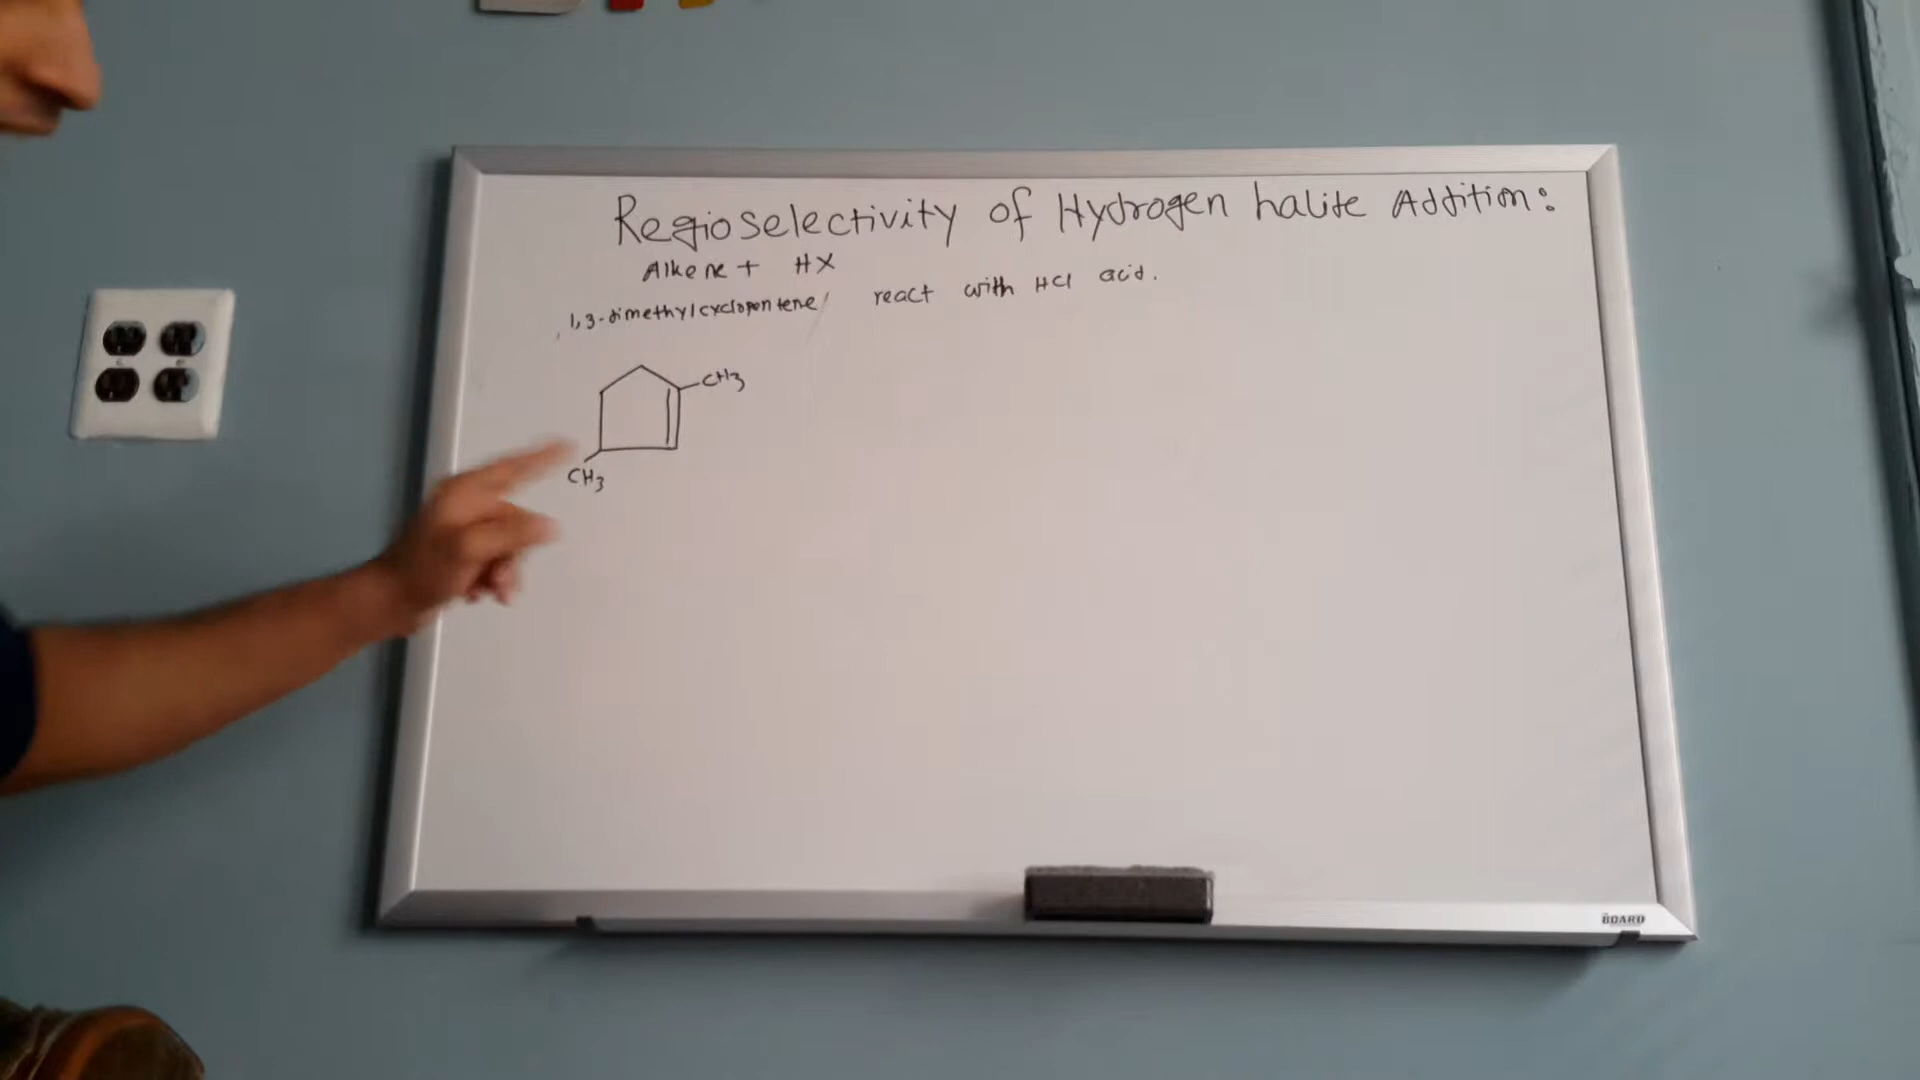 Regioselectivity of Hydrogen halite Addition:
Alkene + HX
1,3-dimethylcyclopentene react with HCl acid.
CH3
CH3
BOARD